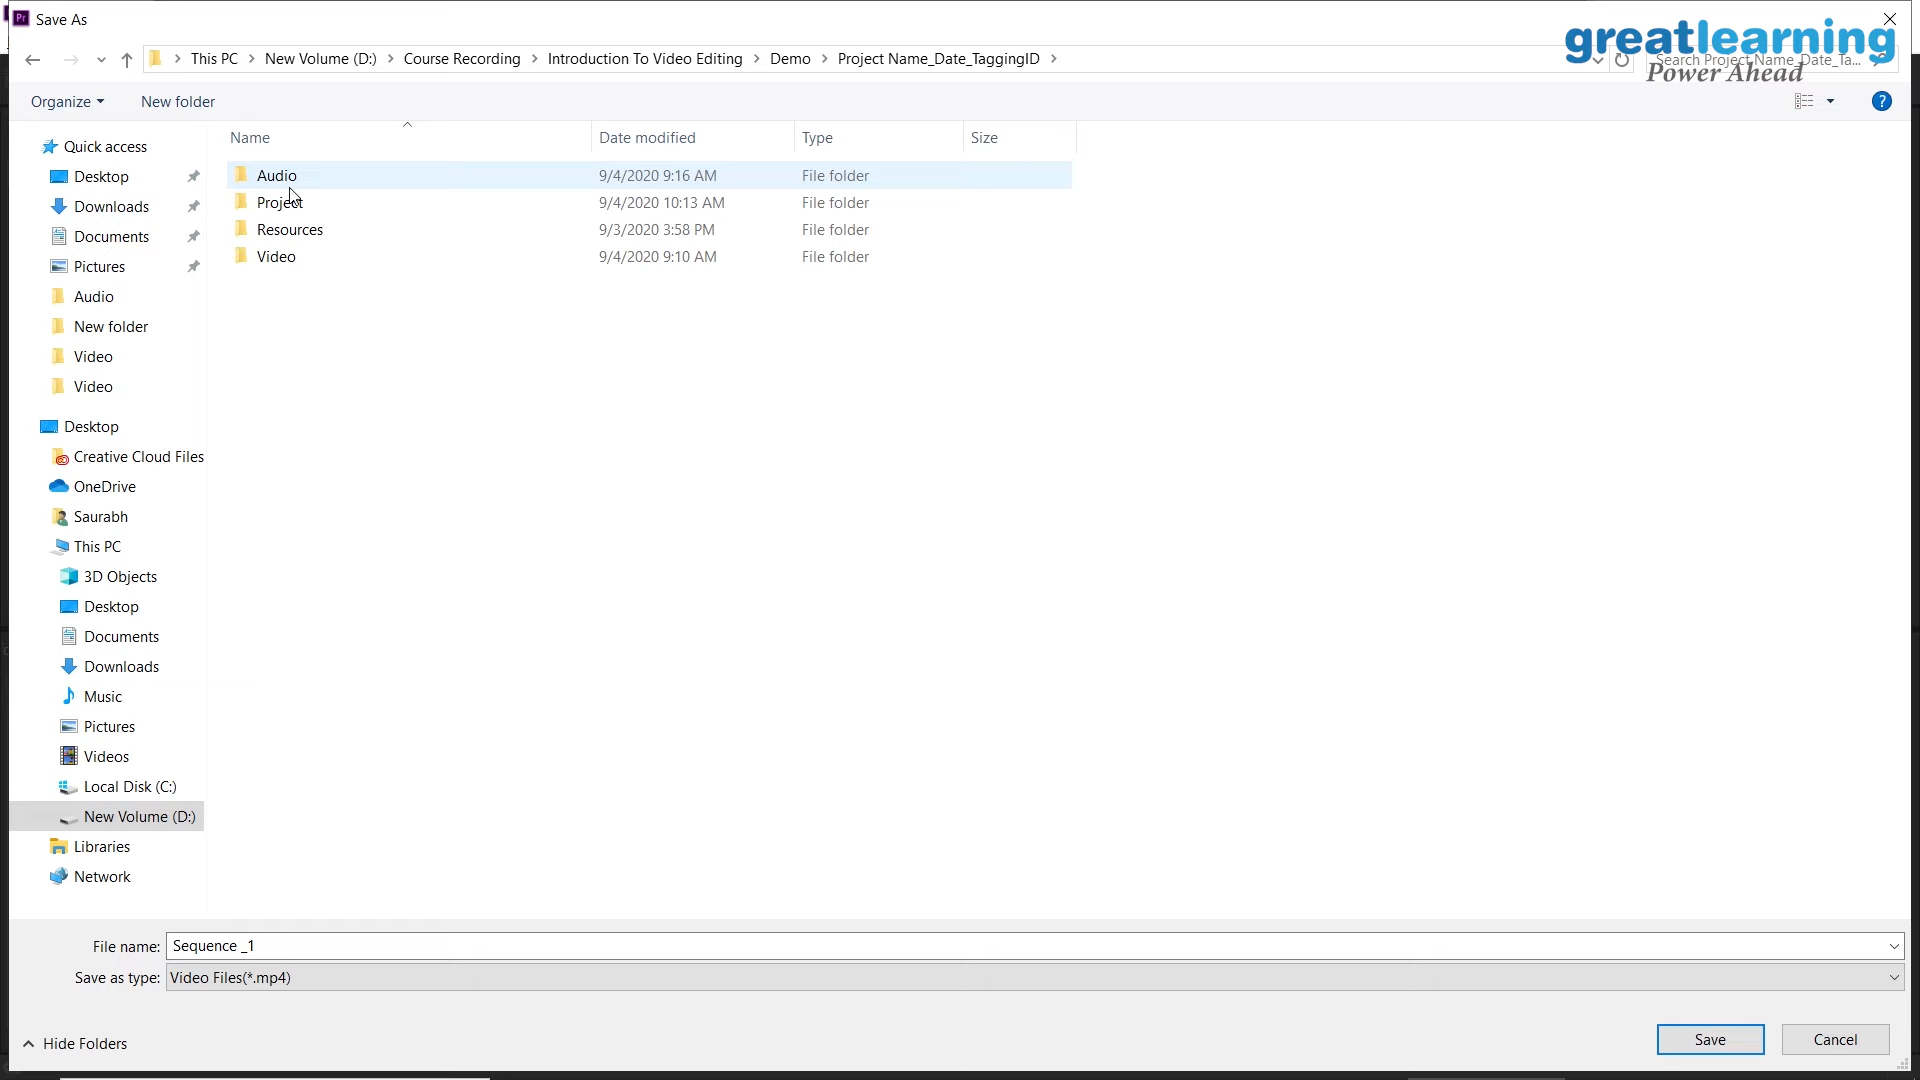 Pr Save As
greatlearning
Power Ahead
This PC > New Volume (D:) > Course Recording > Introduction To Video Editing > Demo > Project Name_Date_TaggingID >
Search Project Name_Date_Ta...
Organize
New folder
?
Name
Date modified
Type
Size
Audio 9/4/2020 9:16 AM File folder
Project 9/4/2020 10:13 AM File folder
Resources 9/3/2020 3:58 PM File folder
Video 9/4/2020 9:10 AM File folder
Quick access
Desktop
Downloads
Documents
Pictures
Audio
New folder
Video
Video
Desktop
Creative Cloud Files
OneDrive
Saurabh
This PC
3D Objects
Desktop
Documents
Downloads
Music
Pictures
Videos
Local Disk (C:)
New Volume (D:)
Libraries
Network
File name: Sequence _1
Save as type: Video Files(*.mp4)
Hide Folders
Save
Cancel